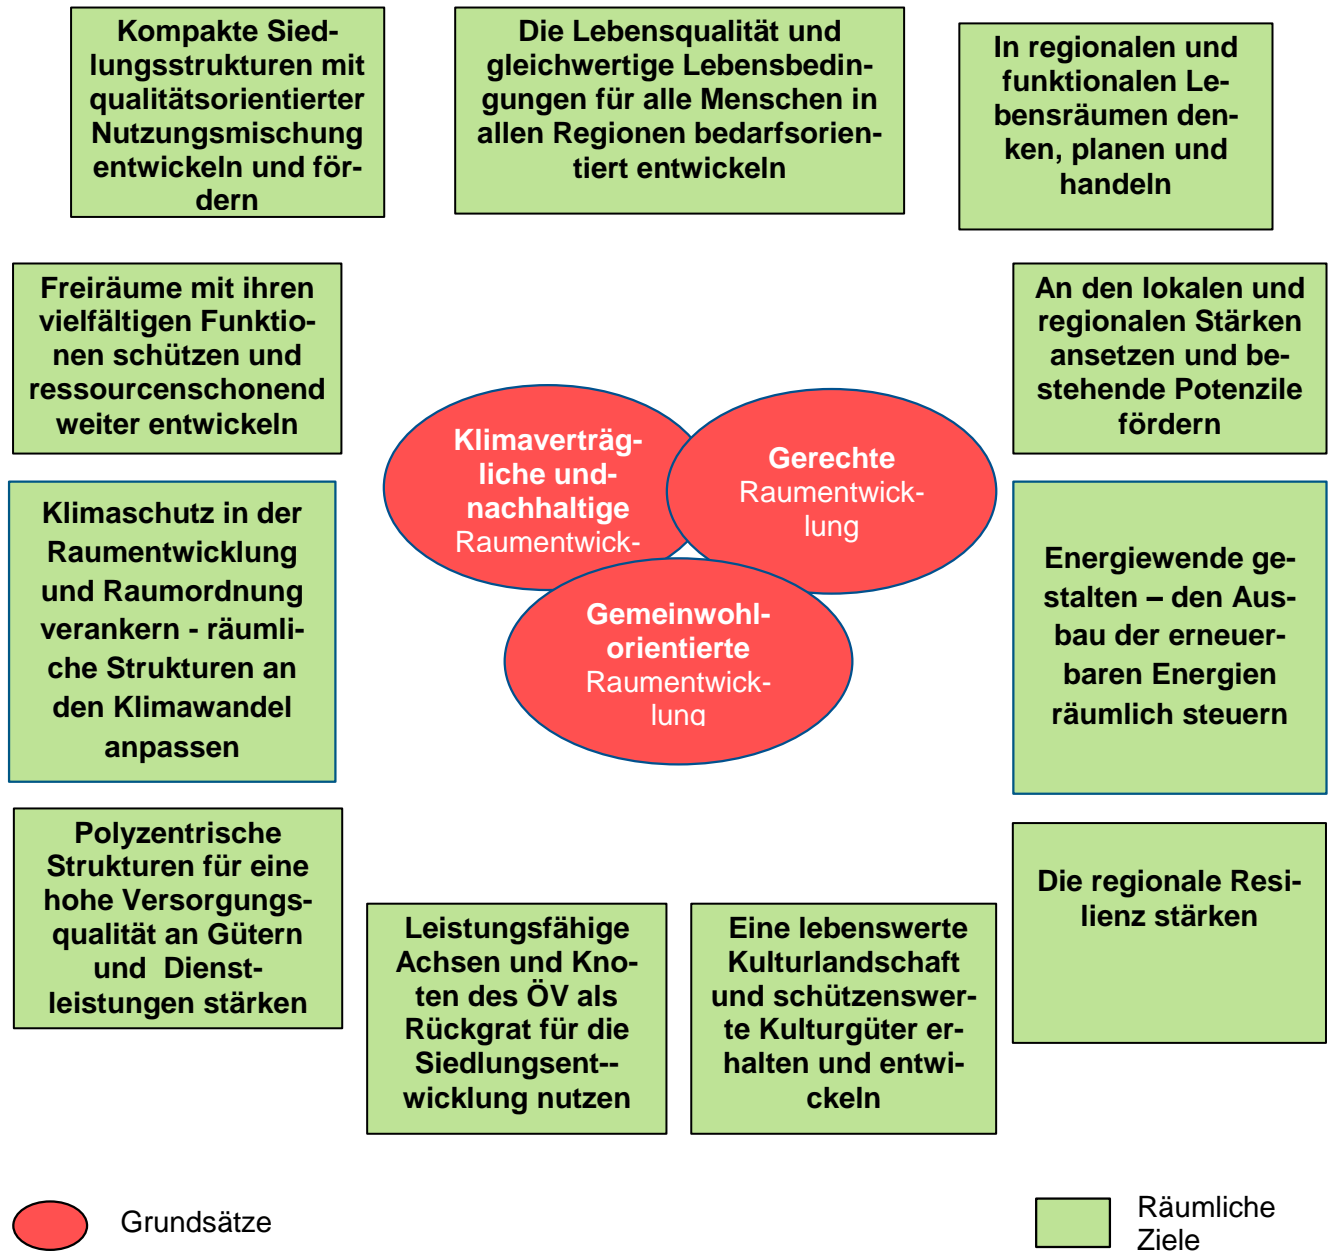 Kompakte Sied-
lungsstrukturen mit
qualitätsorientierter
Nutzungsmischung
entwickeln und för-
dern
Die Lebensqualität und
gleichwertige Lebensbedin-
gungen für alle Menschen in
allen Regionen bedarfsorien-
tiert entwickeln
In regionalen und
funktionalen Le-
bensräumen den-
ken, planen und
handeln
Freiräume mit ihren
vielfältigen Funktio-
nen schützen und
ressourcenschonend
weiter entwickeln
An den lokalen und
regionalen Stärken
ansetzen und be-
stehende Potenzile
fördern
Klimaverträg-
liche und-
nachhaltige
Raumentwick-
Gerechte
Raumentwick-
lung
Gemeinwohl-
orientierte
Raumentwick-
lung
Klimaschutz in der
Raumentwicklung
und Raumordnung
verankern - räumli-
che Strukturen an
den Klimawandel
anpassen
Energiewende ge-
stalten – den Aus-
bau der erneuer-
baren Energien
räumlich steuern
Polyzentrische
Strukturen für eine
hohe Versorgungs-
qualität an Gütern
und Dienst-
leistungen stärken
Leistungsfähige
Achsen und Kno-
ten des ÖV als
Rückgrat für die
Siedlungsent--
wicklung nutzen
Eine lebenswerte
Kulturlandschaft
und schützenswer-
te Kulturgüter er-
halten und entwi-
ckeln
Die regionale Resi-
lienz stärken
Grundsätze
Räumliche
Ziele